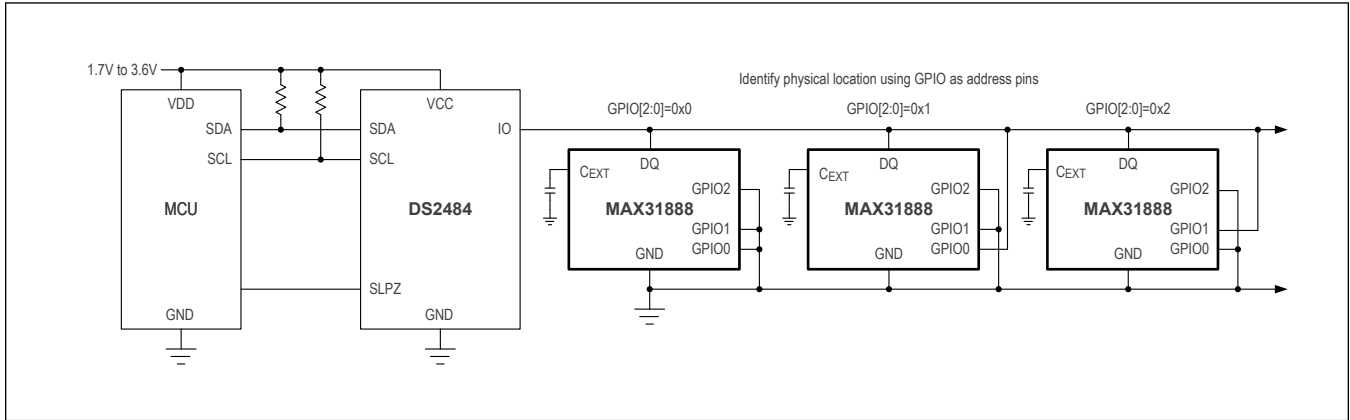 1.7V to 3.6V
Identify physical location using GPIO as address pins
GPIO[2:0]=0x0
GPIO[2:0]=0x1
GPIO[2:0]=0x2
VDD
SDA
SCL
MCU
GND
VCC
IO
SDA
SCL
DS2484
SLPZ
GND
DQ
CEXT
GPIO2
MAX31888
GPIO1
GND
GPIO0
DQ
CEXT
GPIO2
MAX31888
GPIO1
GND
GPIO0
DQ
CEXT
GPIO2
MAX31888
GPIO1
GND
GPIO0